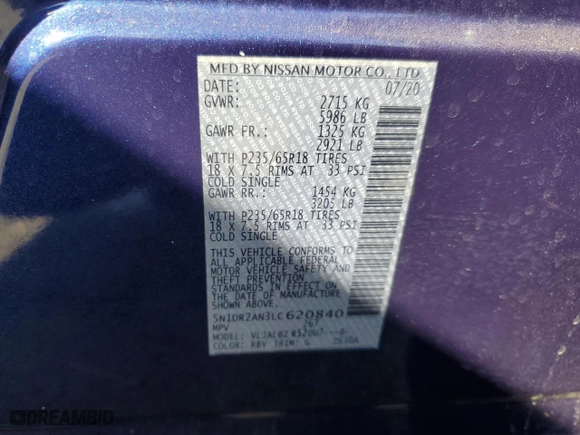 MFD BY NISSAN MOTOR CO., LTD.
DATE: 07/20
GVWR: 2715 KG
5986 LB
GAWR FR.: 1325 KG
2921 LB
WITH P235/65R18 TIRES
18 X 7.5 RIMS AT 33 PSI
COLD SINGLE
GAWR RR.: 1454 KG
3205 LB
WITH P235/65R18 TIRES
18 X 7.5 RIMS AT 33 PSI
COLD SINGLE
THIS VEHICLE CONFORMS TO
ALL APPLICABLE FEDERAL
MOTOR VEHICLE SAFETY AND
THEFT PREVENTION
STANDARDS IN EFFECT ON
THE DATE OF MANUFACTURE
SHOWN ABOVE.
5N1DR2AN3LC620840
MPV 267
COLOR: RBY TRIM: G
DREAMBID